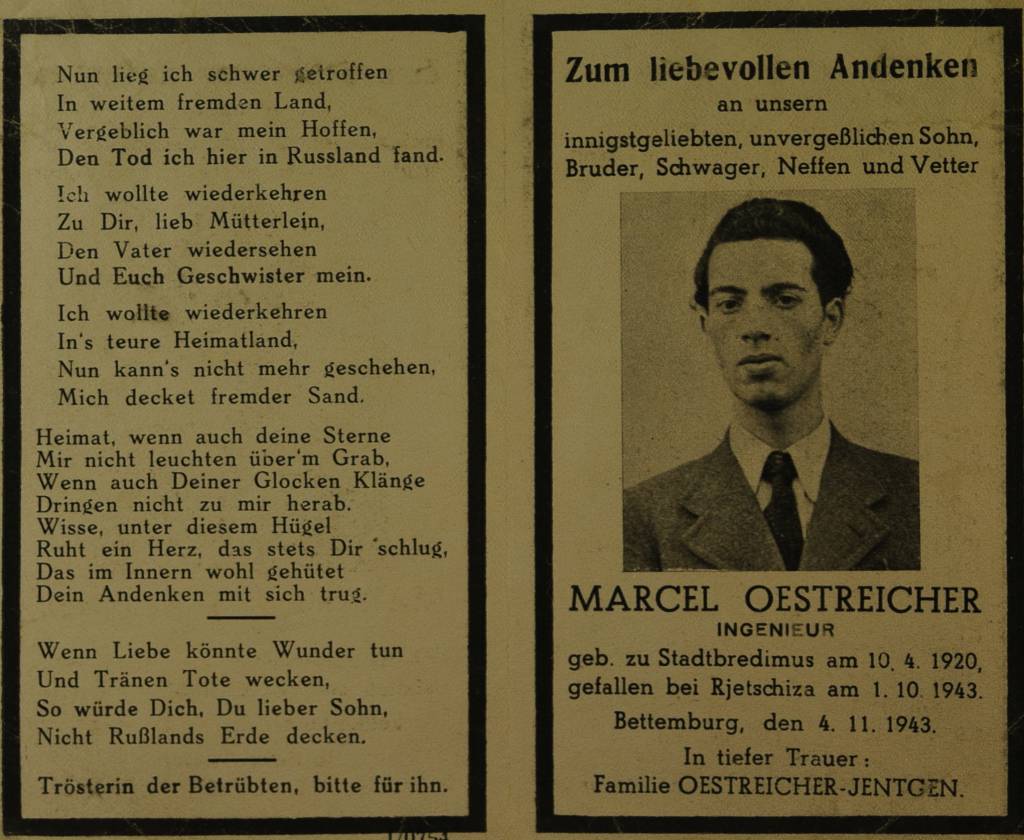 Nun lieg ich schwer getroffen
In weitem fremden Land,
Vergeblich war mein Hoffen,
Den Tod ich hier in Russland fand.
Ich wollte wiederkehren
Zu Dir, lieb Mütterlein,
Den Vater wiedersehen
Und Euch Geschwister mein.
Ich wollte wiederkehren
In's teure Heimatland,
Nun kann's nicht mehr geschehen,
Mich decket fremder Sand.
Heimat, wenn auch deine Sterne
Mir nicht leuchten über'm Grab,
Wenn auch Deiner Glocken Klänge
Dringen nicht zu mir herab.
Wisse, unter diesem Hügel
Ruht ein Herz, das stets Dir schlug,
Das im Innern wohl gehütet
Dein Andenken mit sich trug.
Wenn Liebe könnte Wunder tun
Und Tränen Tote wecken,
So würde Dich, Du lieber Sohn,
Nicht Rußlands Erde decken.
Trösterin der Betrübten, bitte für ihn.
Zum liebevollen Andenken
an unsern
innigstgeliebten, unvergeßlichen Sohn,
Bruder, Schwager, Neffen und Vetter
MARCEL OESTREICHER
INGENIEUR
geb. zu Stadtbredimus am 10. 4. 1920,
gefallen bei Rjetschiza am 1. 10. 1943.
Bettemburg, den 4. 11. 1943.
In tiefer Trauer:
Familie OESTREICHER-JENTGEN.